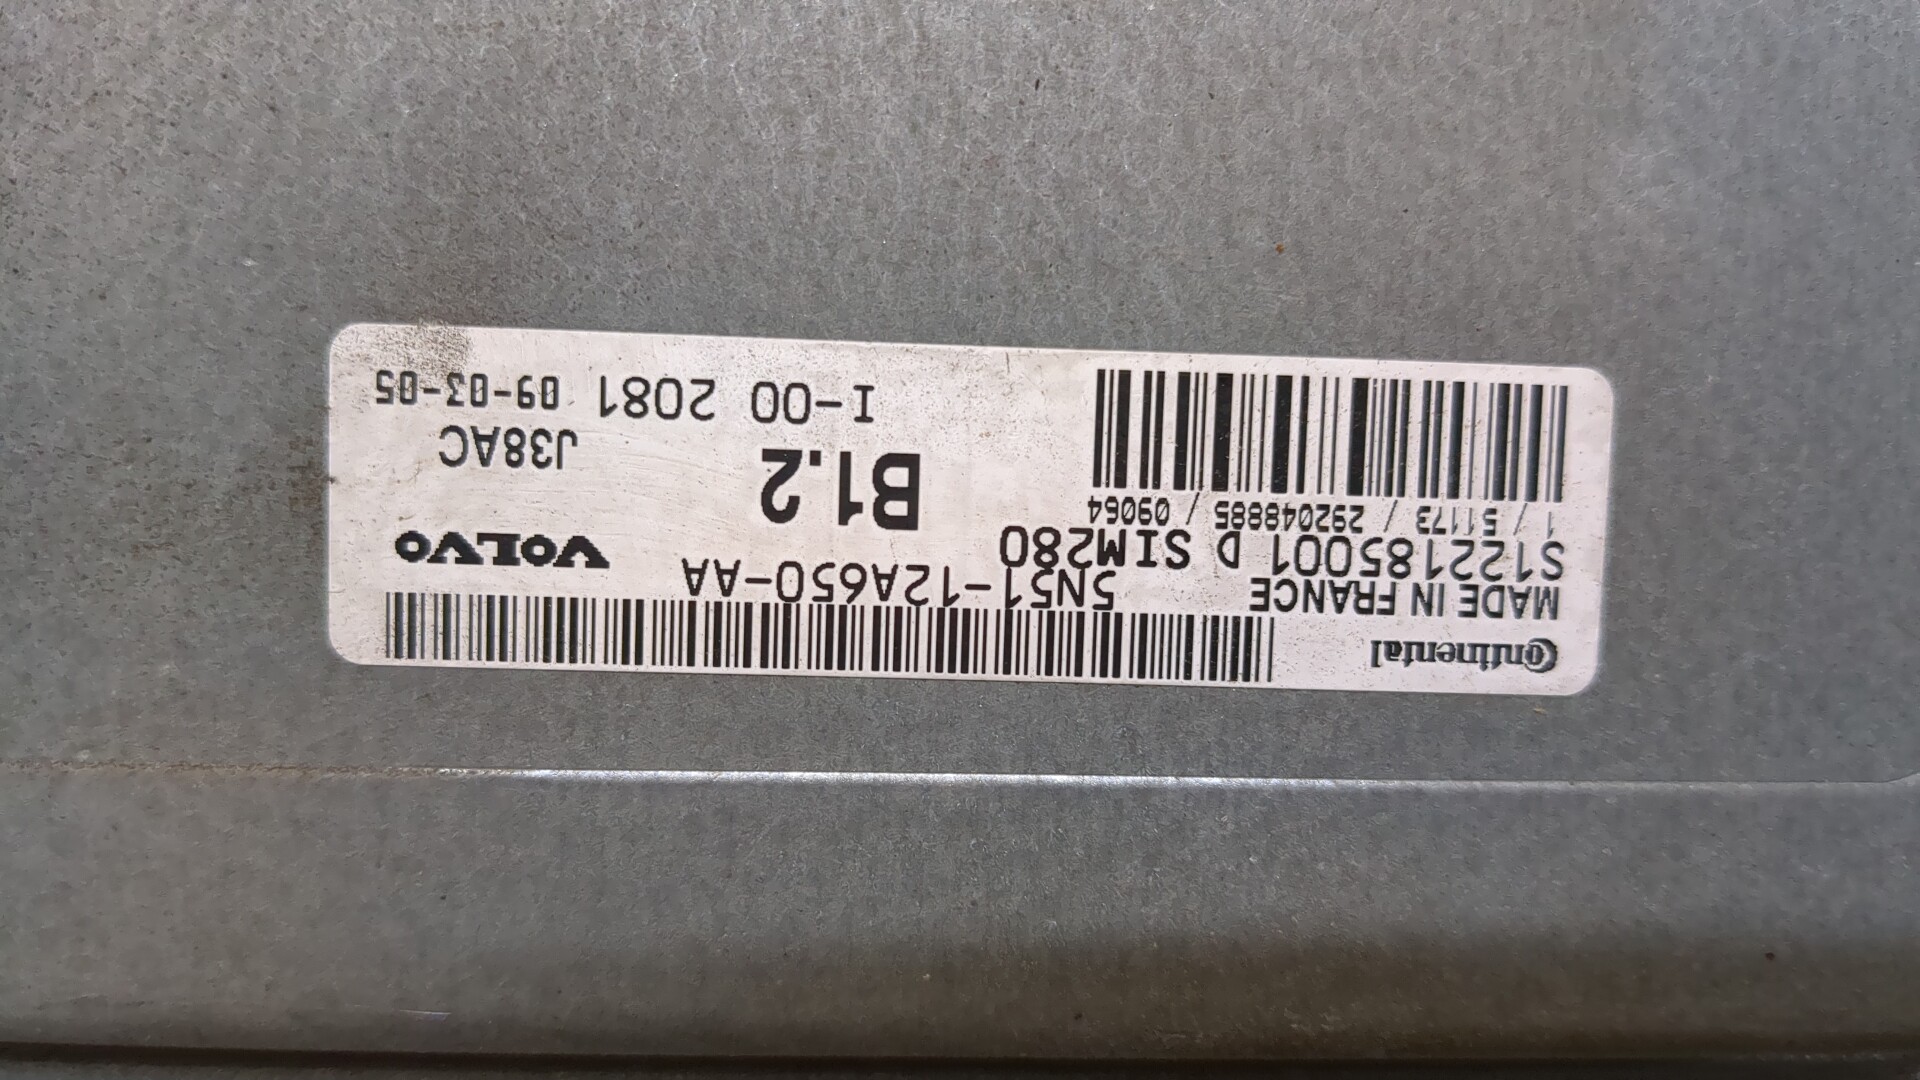 Continental
MADE IN FRANCE
5N51-12A650-AA
VOLVO
S122185001 D SIM280
1 / 51173 / 292048885 / 09064
B1.2
J38AC
I-00 2081 09-03-05